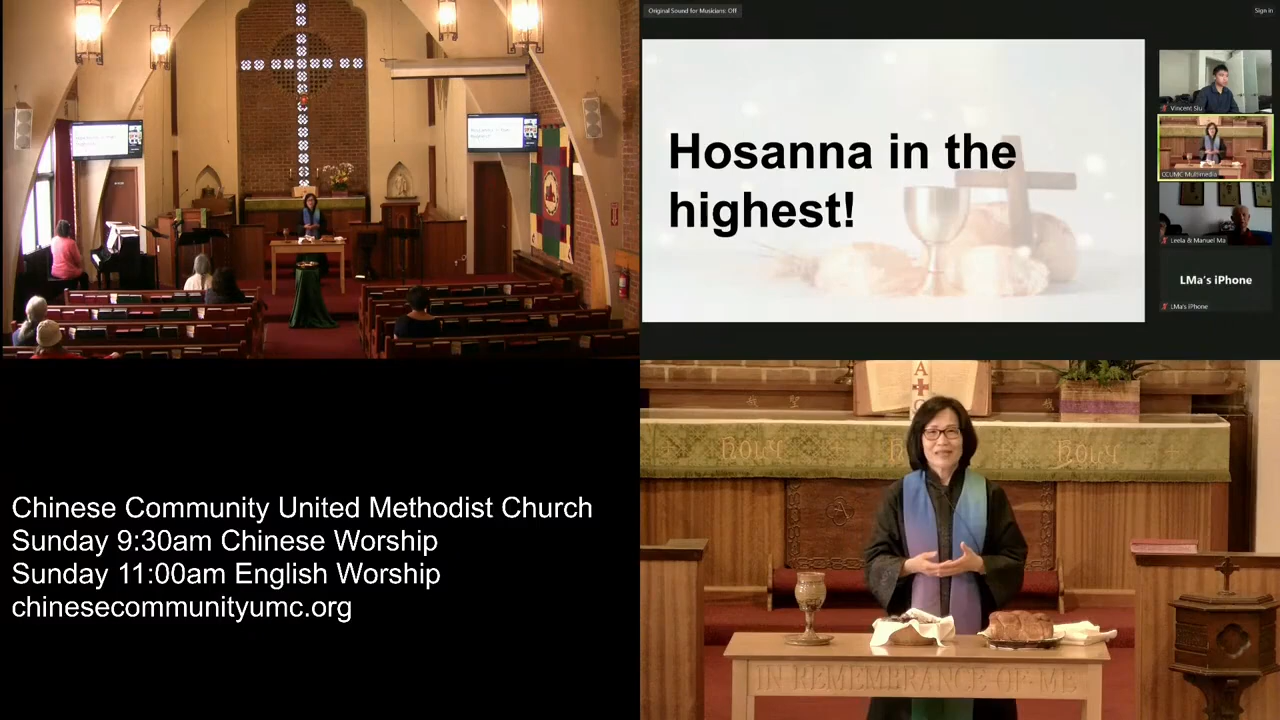 Original Sound for Musicians: Off
Sign in
Hosanna in the
highest!
Vincent Siu
CCUMC Multimedia
Leela & Manuel Ma
LMa's iPhone
LMa's iPhone
Chinese Community United Methodist Church
Sunday 9:30am Chinese Worship
Sunday 11:00am English Worship
chinesecommunityumc.org
HOLY
HOLY
IN REMEMBRANCE OF ME